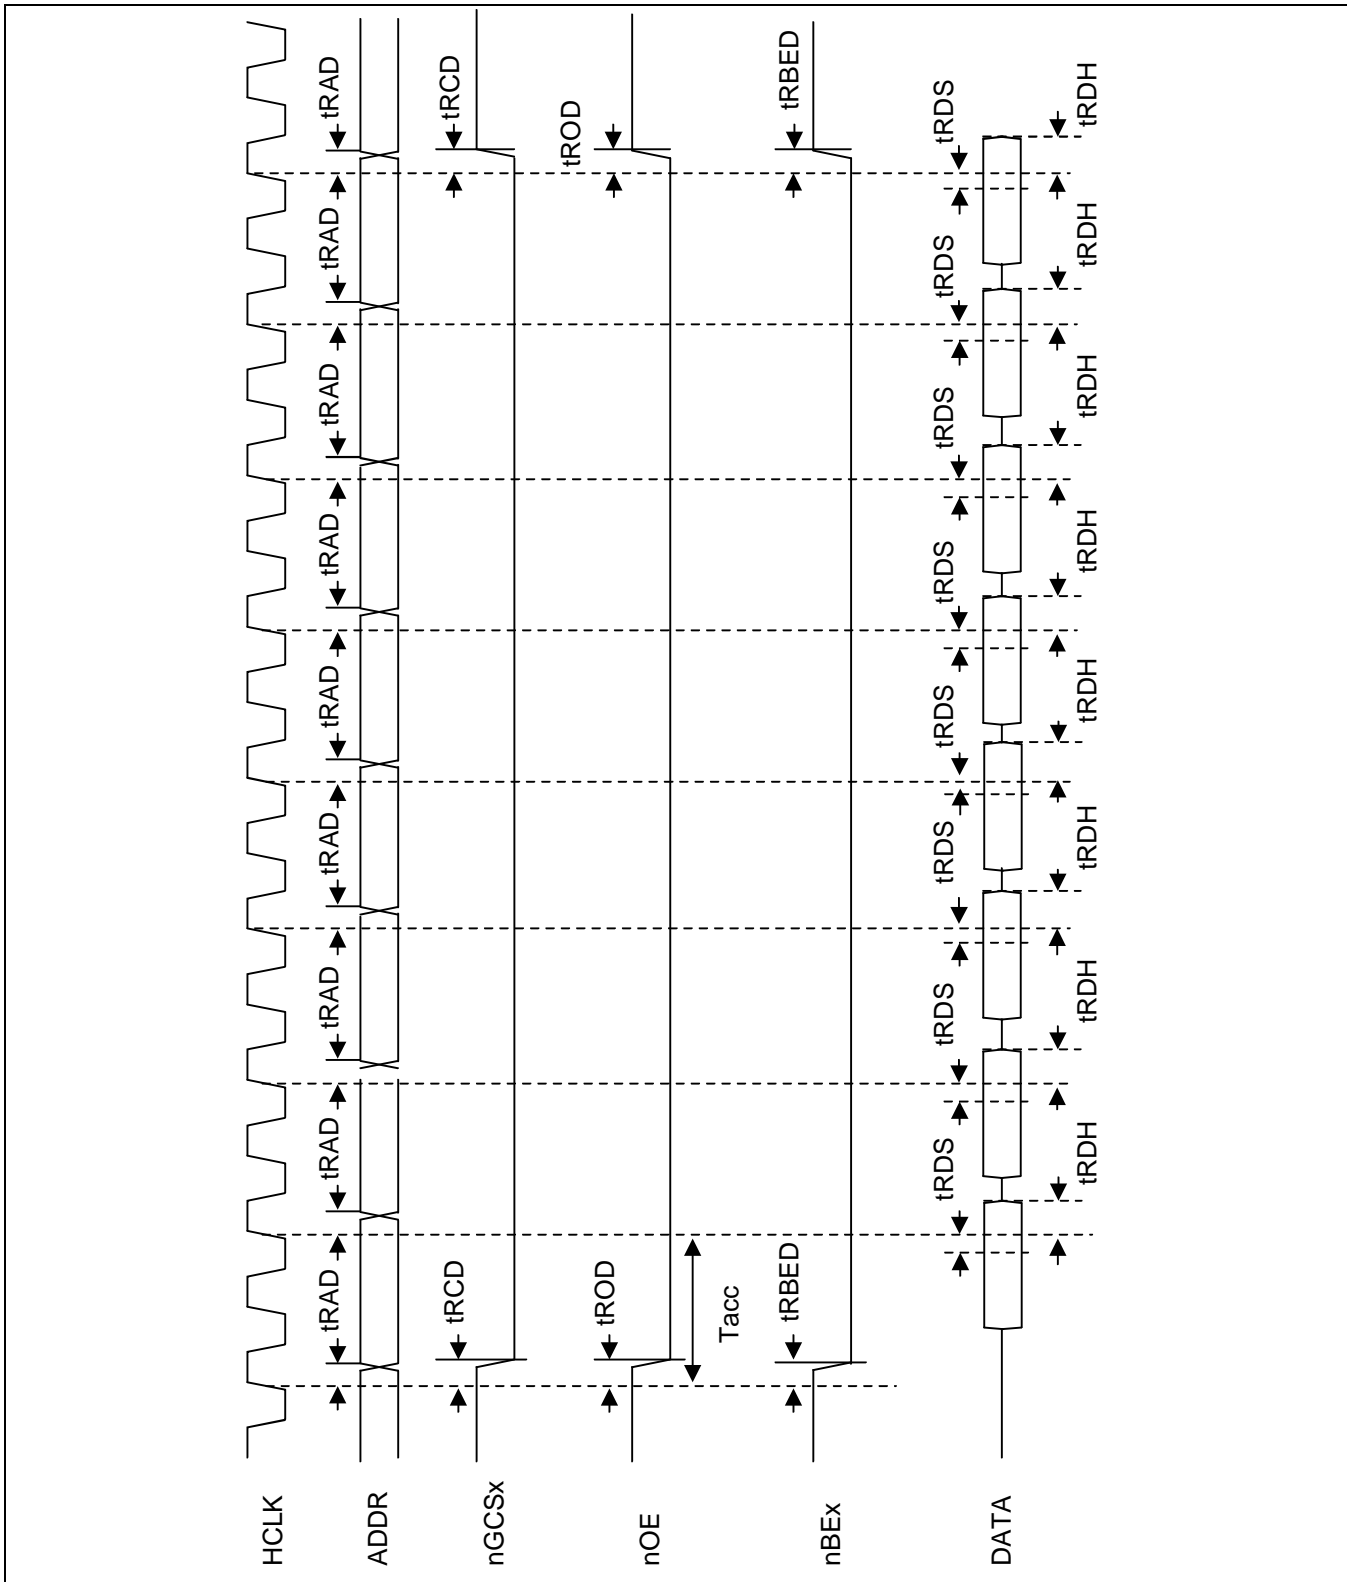 HCLK
tRAD tRAD tRAD tRAD tRAD tRAD tRAD tRAD tRAD
ADDR
tRCD tRCD
nGCSx
tROD tROD
nOE
Tacc
tRBED tRBED
nBEx
tRDS tRDS tRDS tRDS tRDS tRDS tRDS tRDS
DATA
tRDH tRDH tRDH tRDH tRDH tRDH tRDH tRDH